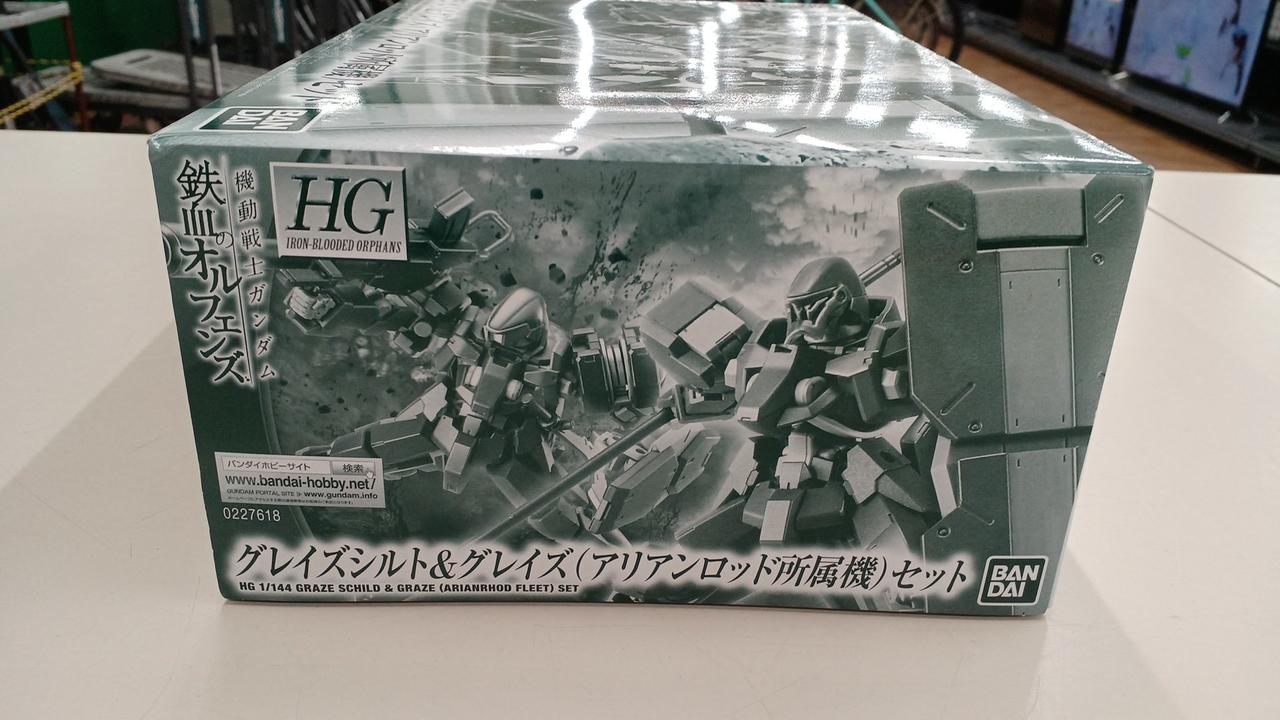 BAN
DAI
機動戦士ガンダム
鉄血のオルフェンズ
HG
IRON-BLOODED ORPHANS
バンダイホビーサイト 検索
www.bandai-hobby.net/
GUNDAM PORTAL SITE ≫ www.gundam.info
0227618
グレイズシルト&グレイズ(アリアンロッド所属機)セット
HG 1/144 GRAZE SCHILD & GRAZE (ARIANRHOD FLEET) SET
BAN
DAI